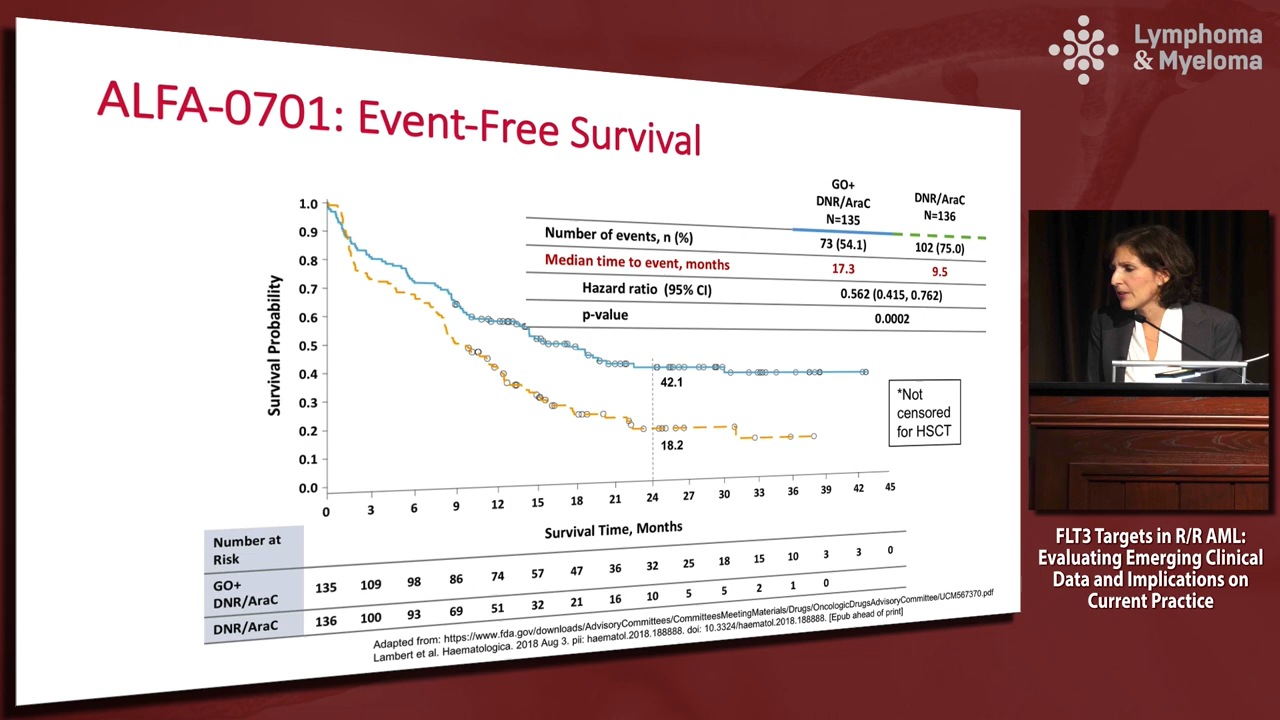 Lymphoma
& Myeloma
ALFA-0701: Event-Free Survival
GO+
DNR/AraC
N=135
DNR/AraC
N=136
Number of events, n (%) 73 (54.1) 102 (75.0)
Median time to event, months 17.3 9.5
Hazard ratio (95% CI) 0.562 (0.415, 0.762)
p-value 0.0002
Survival Probability
1.0
0.9
0.8
0.7
0.6
0.5
0.4
0.3
0.2
0.1
0.0
42.1
18.2
*Not
censored
for HSCT
0 3 6 9 12 15 18 21 24 27 30 33 36 39 42 45
Survival Time, Months
Number at
Risk
GO+
DNR/AraC
135 109 98 86 74 57 47 36 32 25 18 15 10 3 3 0
DNR/AraC 136 100 93 69 51 32 21 16 10 5 5 2 1 0
Adapted from: https://www.fda.gov/downloads/AdvisoryCommittees/CommitteesMeetingMaterials/Drugs/OncologicDrugsAdvisoryCommittee/UCM567370.pdf
Lambert et al. Haematologica. 2018 Aug 3. pii: haematol.2018.188888. doi: 10.3324/haematol.2018.188888. [Epub ahead of print]
FLT3 Targets in R/R AML:
Evaluating Emerging Clinical
Data and Implications on
Current Practice